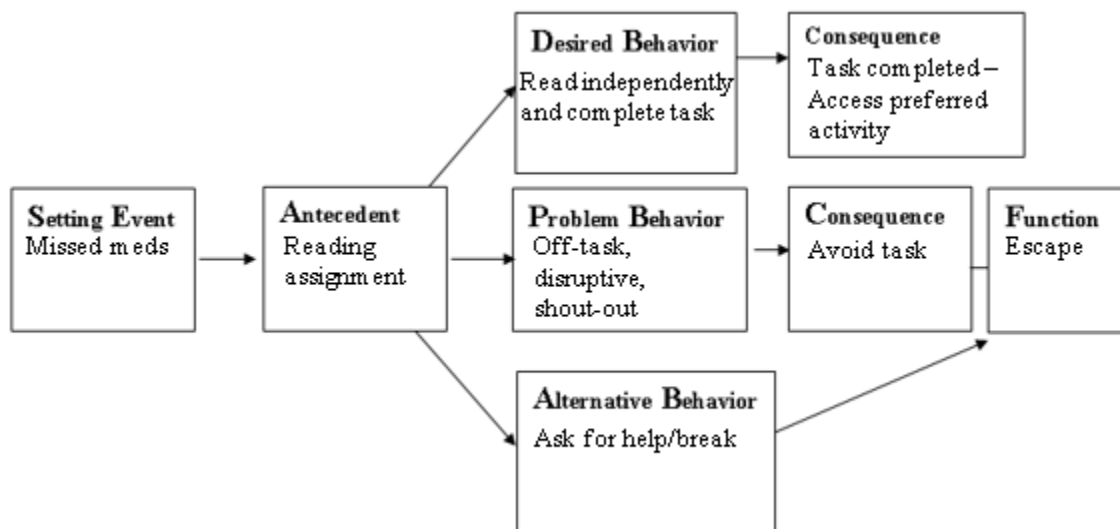 Desired Behavior
Read independently
and complete task
Consequence
Task completed–
Access preferred
activity
Setting Event
Missed meds
Antecedent
Reading
assignment
Problem Behavior
Off-task,
disruptive,
shout-out
Consequence
Avoid task
Function
Escape
Alternative Behavior
Ask for help/break